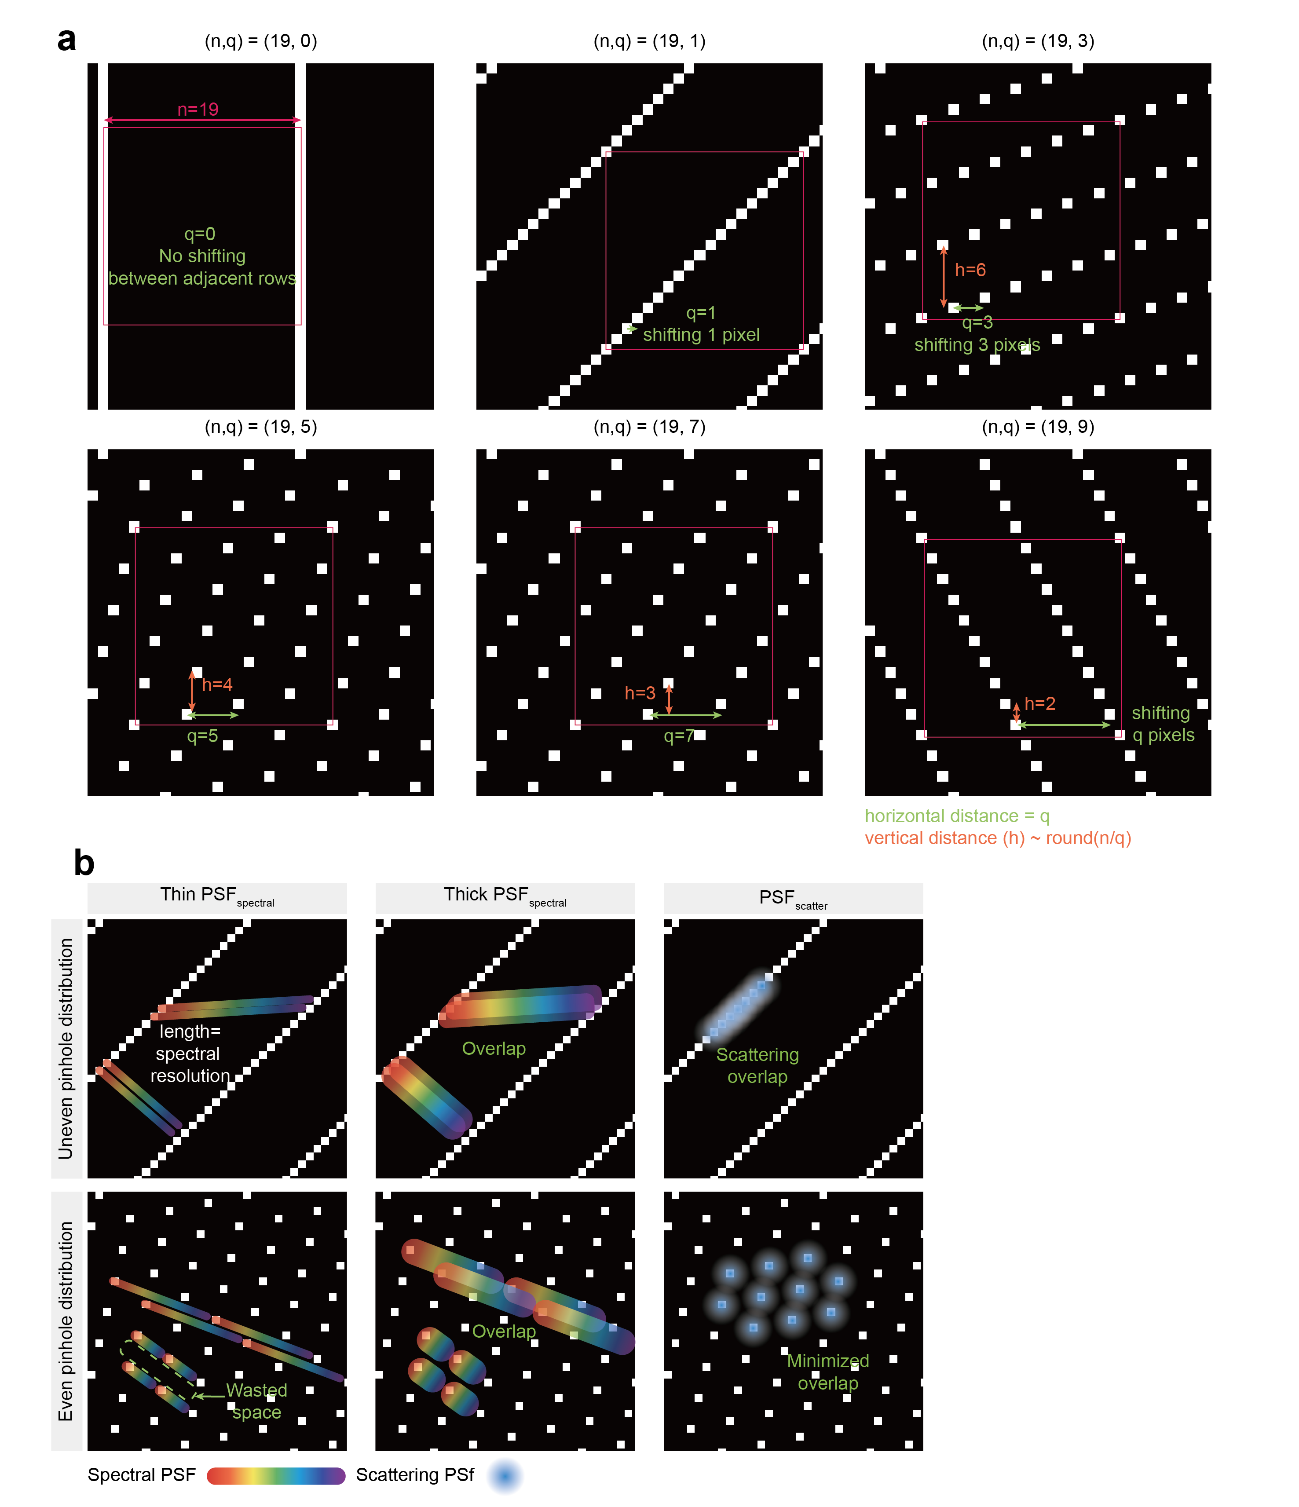 a
(n,q) = (19, 0)
(n,q) = (19, 1)
(n,q) = (19, 3)
n=19
q=0
No shifting
between adjacent rows
q=1
shifting 1 pixel
h=6
q=3
shifting 3 pixels
(n,q) = (19, 5)
(n,q) = (19, 7)
(n,q) = (19, 9)
h=4
q=5
h=3
q=7
h=2
shifting
q pixels
horizontal distance = q
vertical distance (h) ~ round(n/q)
b
Thin PSFspectral
Thick PSFspectral
PSFscatter
Uneven pinhole distribution
length=
spectral
resolution
Overlap
Scattering
overlap
Even pinhole distribution
Wasted
space
Overlap
Minimized
overlap
Spectral PSF
Scattering PSf